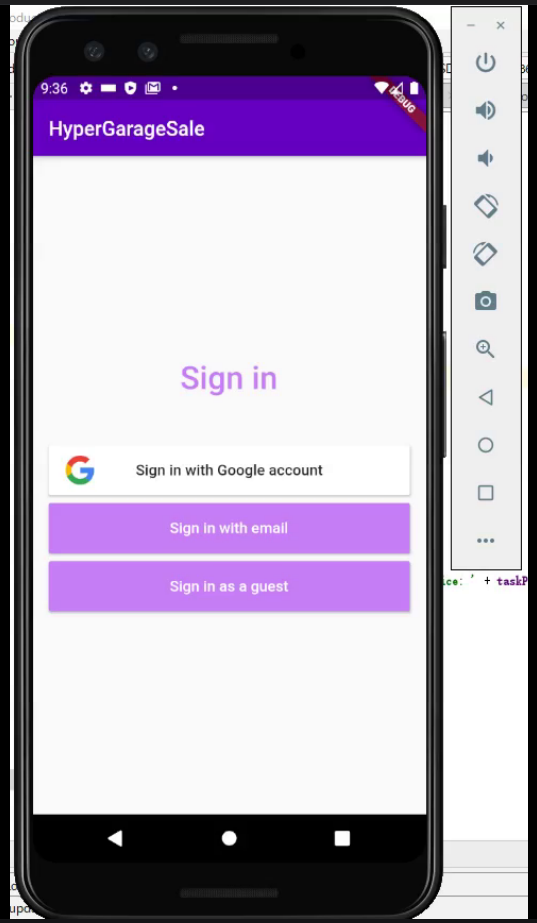 9:36
DEBUG
HyperGarageSale
Sign in
Sign in with Google account
Sign in with email
Sign in as a guest
ice: ' + taskP